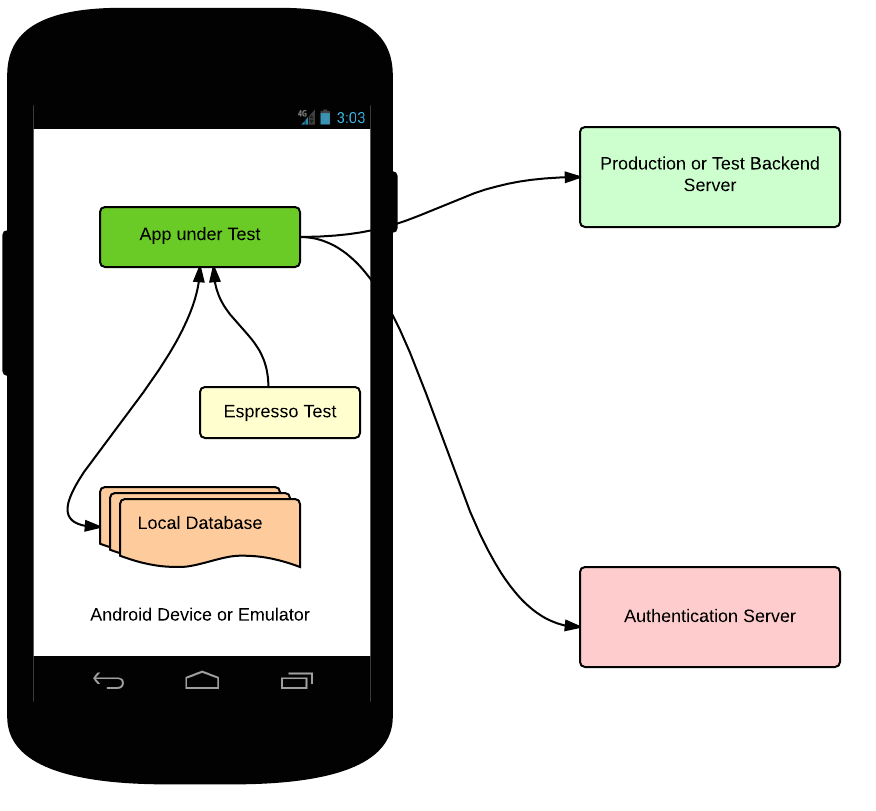 4G 3:03
App under Test
Production or Test Backend
Server
Espresso Test
Local Database
Android Device or Emulator
Authentication Server